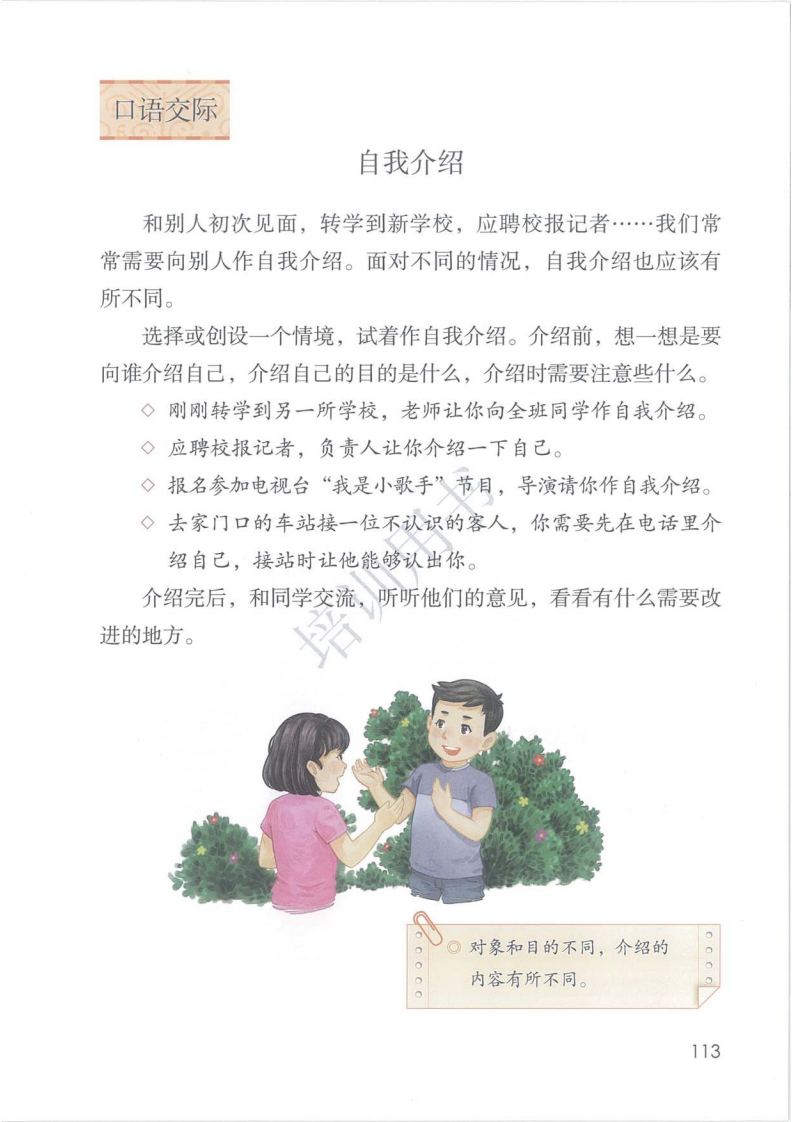 口语交际
自我介绍
和别人初次见面，转学到新学校，应聘校报记者……我们常
常需要向别人作自我介绍。面对不同的情况，自我介绍也应该有
所不同。
选择或创设一个情境，试着作自我介绍。介绍前，想一想是要
向谁介绍自己，介绍自己的目的是什么，介绍时需要注意些什么。
◇ 刚刚转学到另一所学校，老师让你向全班同学作自我介绍。
◇ 应聘校报记者，负责人让你介绍一下自己。
◇ 报名参加电视台“我是小歌手”节目，导演请你作自我介绍。
◇ 去家门口的车站接一位不认识的客人，你需要先在电话里介
绍自己，接站时让他能够认出你。
介绍完后，和同学交流，听听他们的意见，看看有什么需要改
进的地方。
培训用书
◎ 对象和目的不同，介绍的
内容有所不同。
113